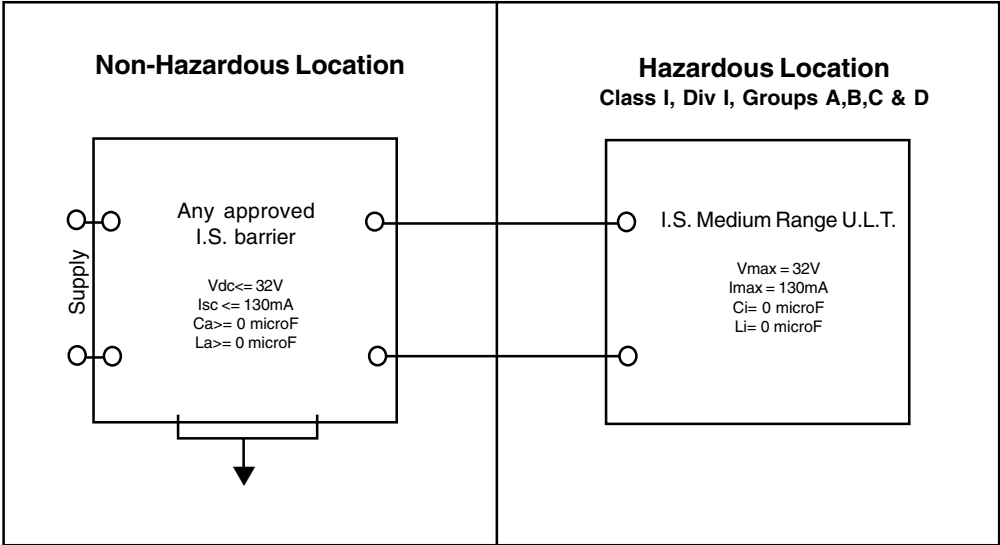 Non-Hazardous Location
Supply
Any approved
I.S. barrier
Vdc<= 32V
Isc <= 130mA
Ca>= 0 microF
La>= 0 microF
Hazardous Location
Class I, Div I, Groups A,B,C & D
I.S. Medium Range U.L.T.
Vmax = 32V
Imax = 130mA
Ci= 0 microF
Li= 0 microF